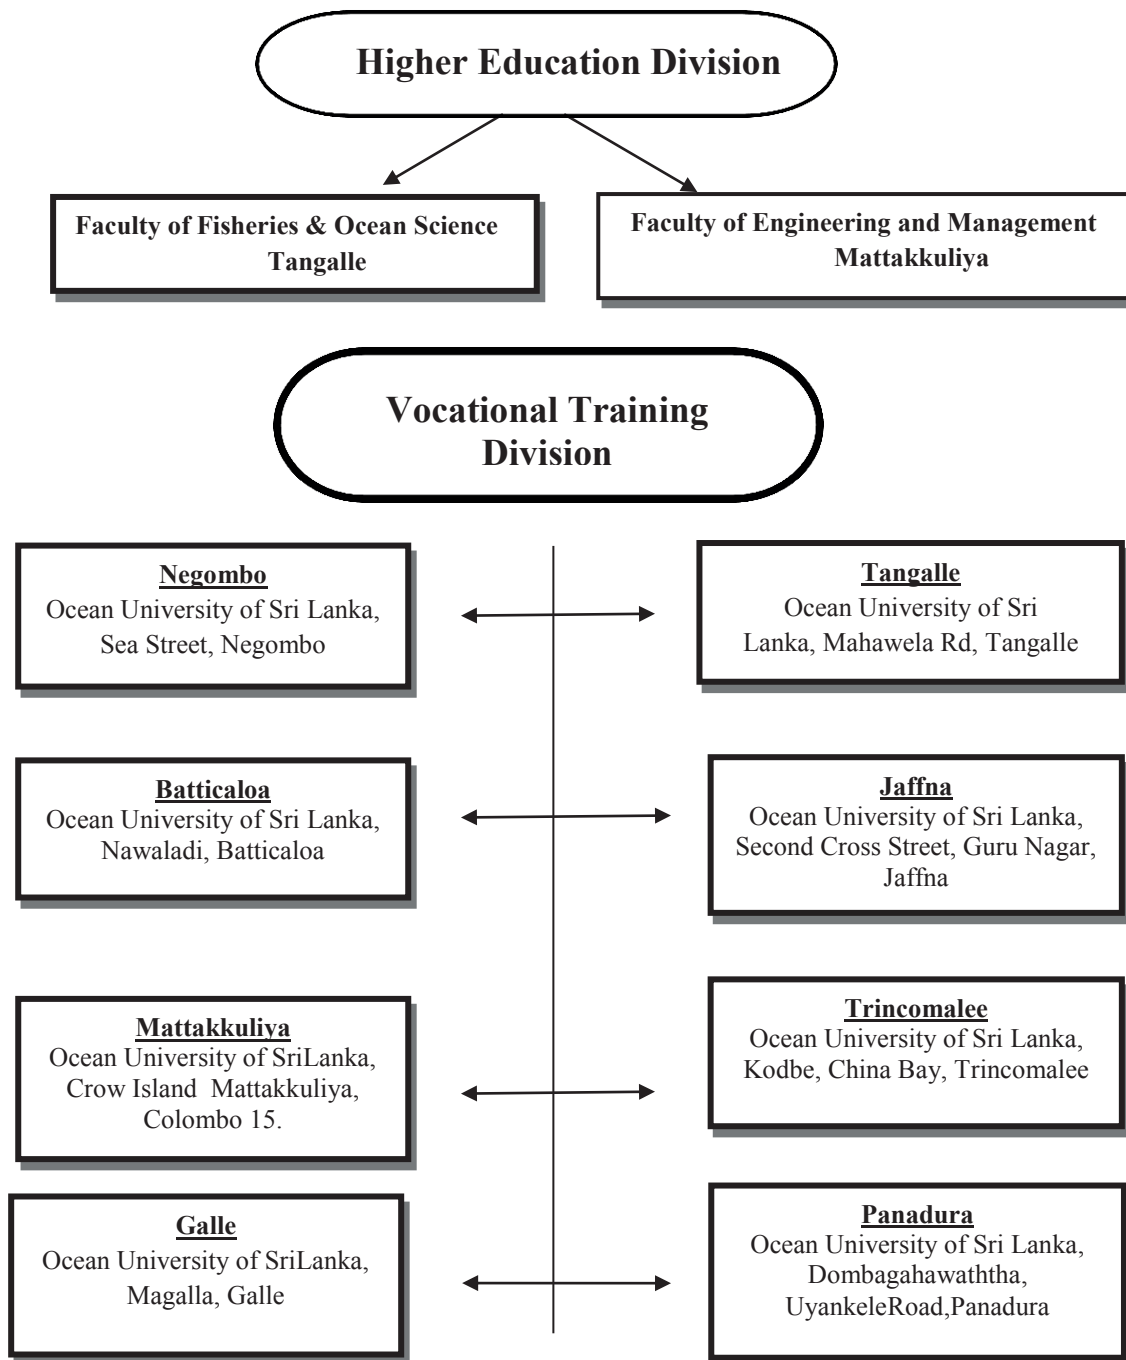 Higher Education Division
Faculty of Fisheries & Ocean Science
Tangalle
Faculty of Engineering and Management
Mattakkuliya
Vocational Training
Division
Negombo
Ocean University of Sri Lanka,
Sea Street, Negombo
Tangalle
Ocean University of Sri
Lanka, Mahawela Rd, Tangalle
Batticaloa
Ocean University of Sri Lanka,
Nawaladi, Batticaloa
Jaffna
Ocean University of Sri Lanka,
Second Cross Street, Guru Nagar,
Jaffna
Mattakkuliya
Ocean University of SriLanka,
Crow Island  Mattakkuliya,
Colombo 15.
Trincomalee
Ocean University of Sri Lanka,
Kodbe, China Bay, Trincomalee
Galle
Ocean University of SriLanka,
Magalla, Galle
Panadura
Ocean University of Sri Lanka,
Dombagahawaththa,
UyankeleRoad,Panadura